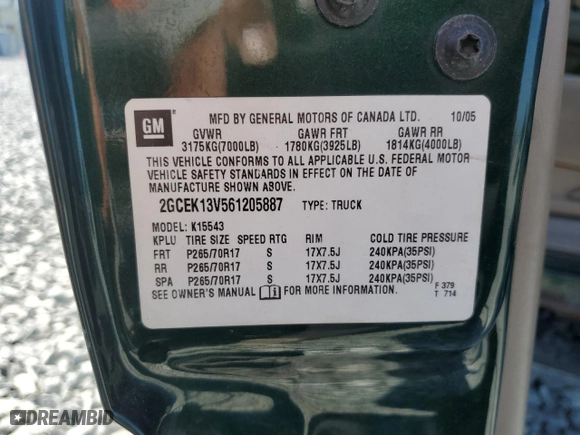 GM
MFD BY GENERAL MOTORS OF CANADA LTD. 10/05
GVWR GAWR FRT GAWR RR
3175KG(7000LB) 1780KG(3925LB) 1814KG(4000LB)
THIS VEHICLE CONFORMS TO ALL APPLICABLE U.S. FEDERAL MOTOR
VEHICLE SAFETY STANDARDS IN EFFECT ON THE DATE OF
MANUFACTURE SHOWN ABOVE.
2GCEK13V561205887 TYPE: TRUCK
MODEL: K15543
KPLU TIRE SIZE SPEED RTG RIM COLD TIRE PRESSURE
FRT P265/70R17 S 17X7.5J 240KPA(35PSI)
RR P265/70R17 S 17X7.5J 240KPA(35PSI)
SPA P265/70R17 S 17X7.5J 240KPA(35PSI)
SEE OWNER'S MANUAL FOR MORE INFORMATION.
F 379
T 714
DREAMBID